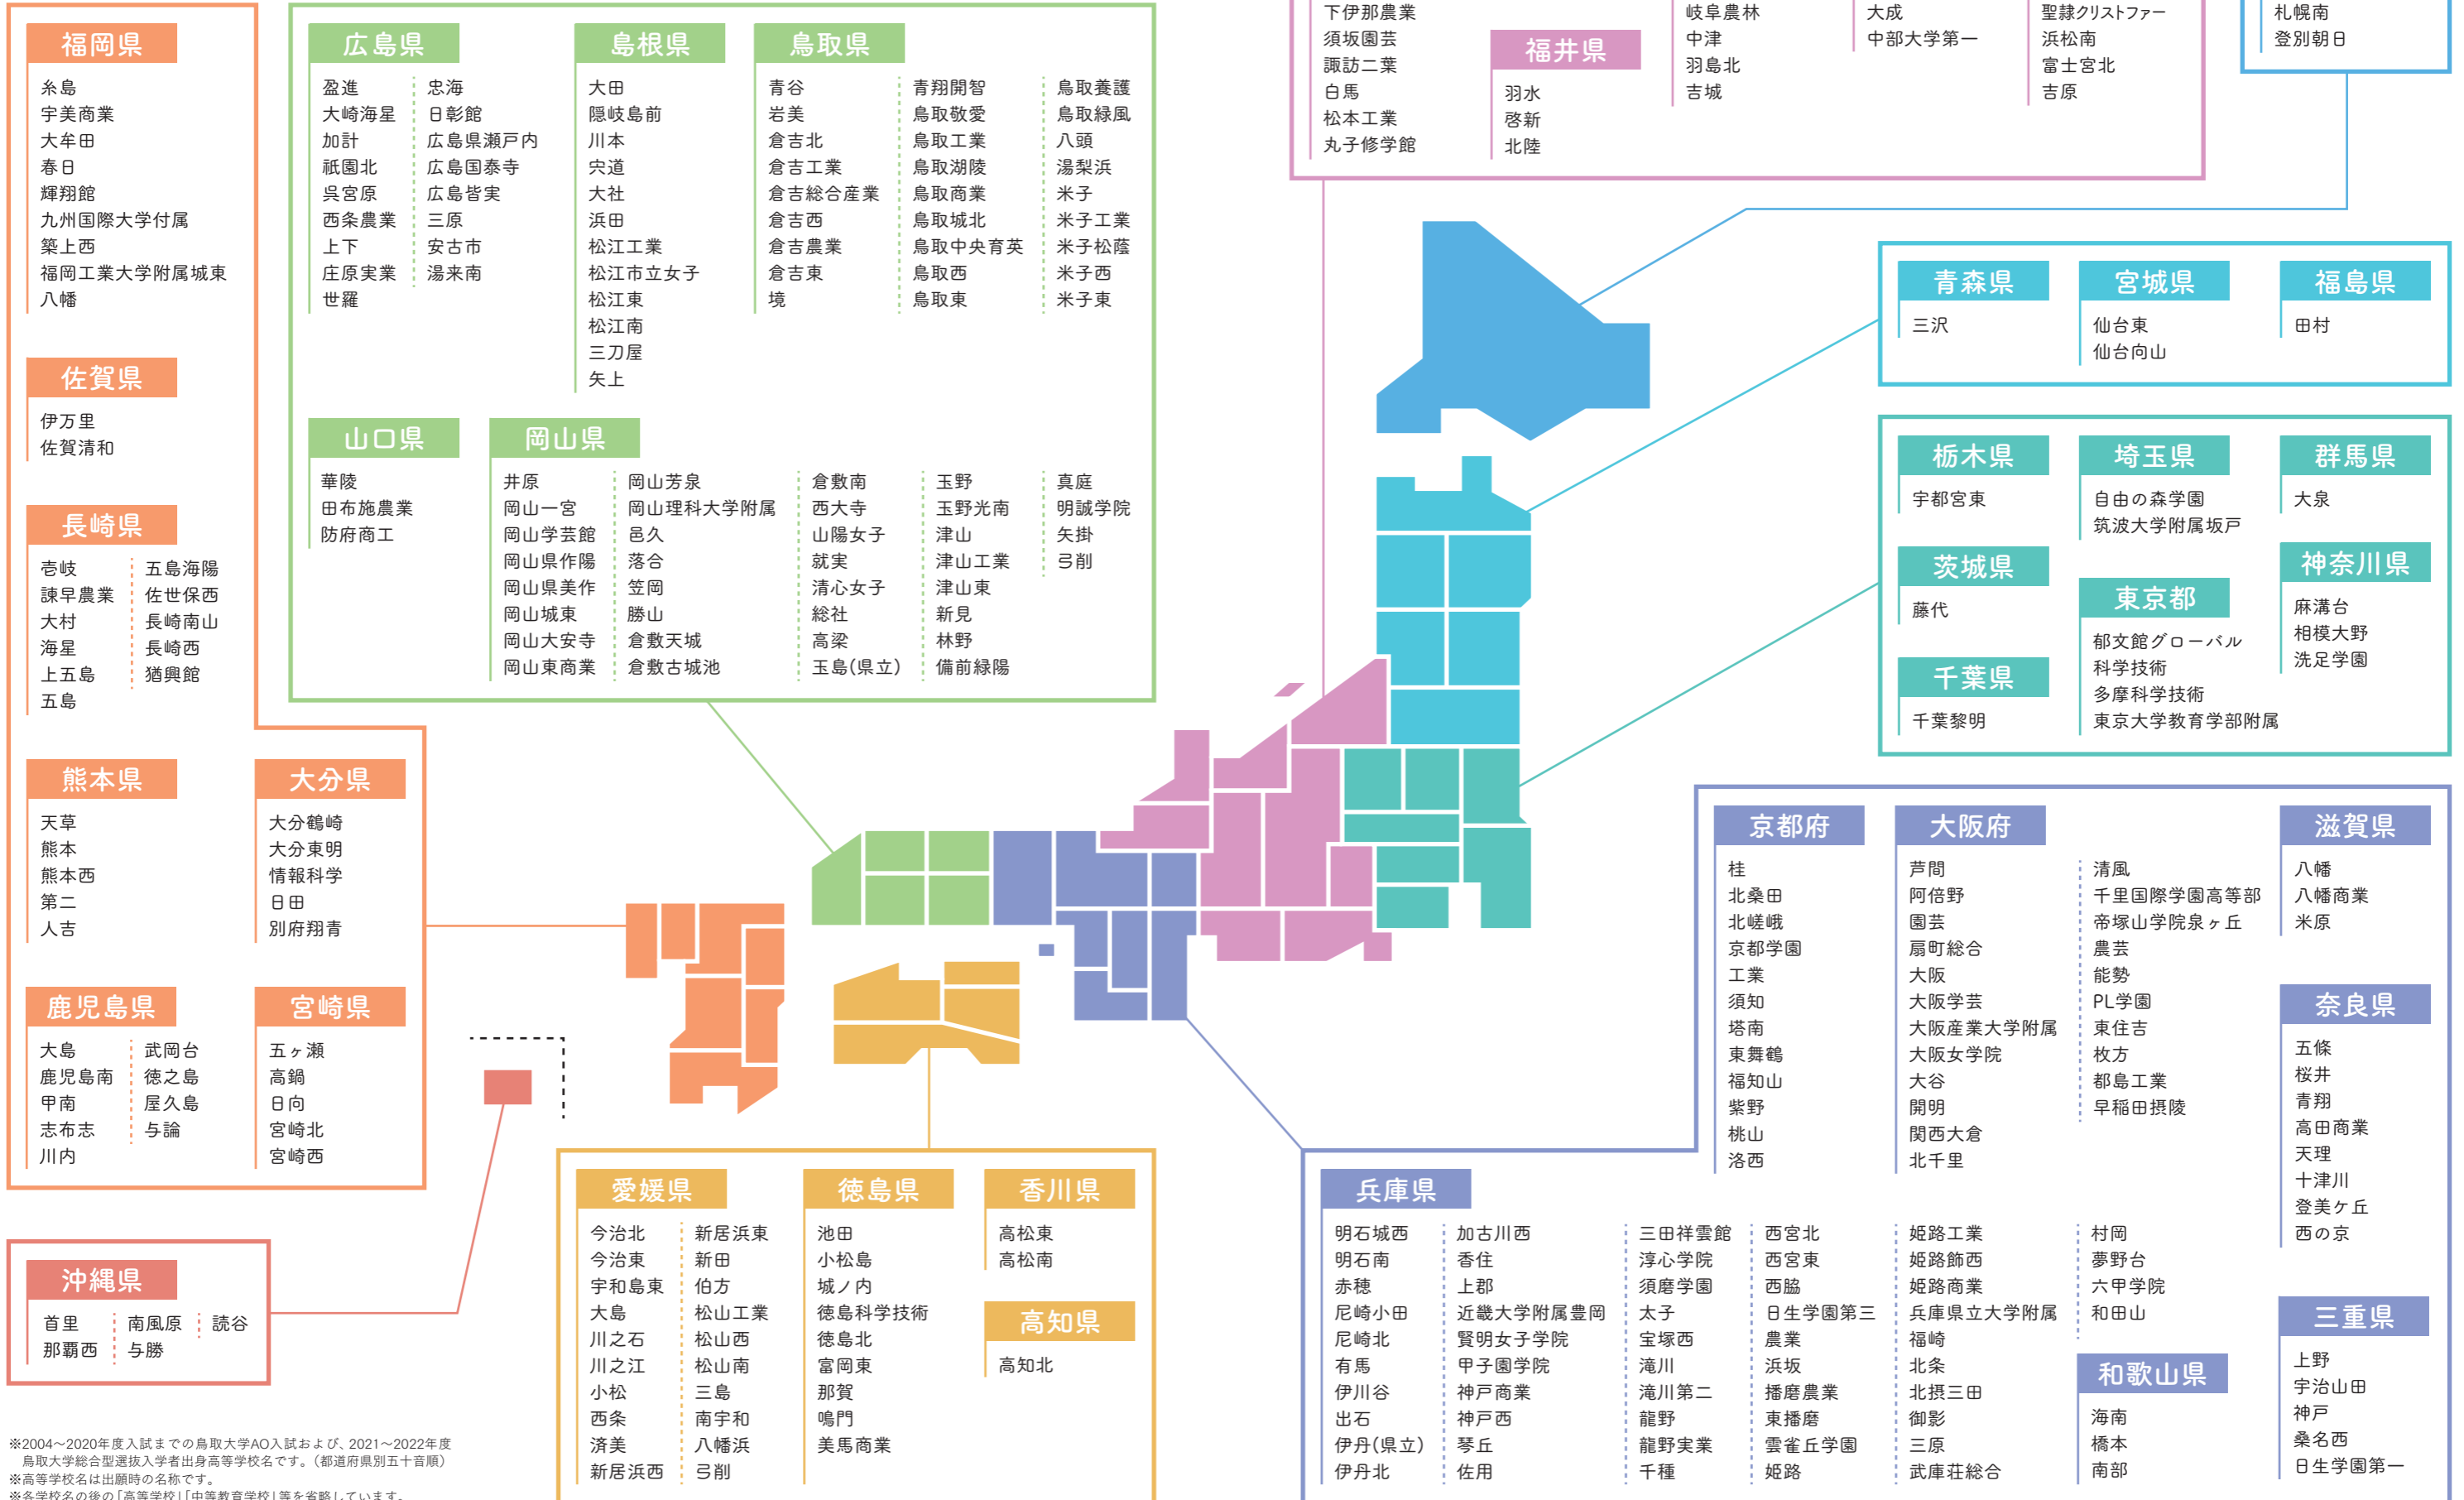 福岡県
糸島
宇美商業
大牟田
春日
輝翔館
九州国際大学付属
築上西
福岡工業大学附属城東
八幡
佐賀県
伊万里
佐賀清和
長崎県
壱岐
諫早農業
大村
海星
上五島
五島
五島海陽
佐世保西
長崎南山
長崎西
猶興館
熊本県
天草
熊本
熊本西
第二
人吉
大分県
大分鶴崎
大分東明
情報科学
日田
別府翔青
鹿児島県
大島
鹿児島南
甲南
志布志
川内
武岡台
徳之島
屋久島
与論
宮崎県
五ヶ瀬
高鍋
日向
宮崎北
宮崎西
沖縄県
首里
那覇西
南風原
与勝
読谷
広島県
盈進
大崎海星
加計
祇園北
呉宮原
西条農業
上下
庄原実業
世羅
忠海
日彰館
広島県瀬戸内
広島国泰寺
広島皆実
三原
安古市
湯来南
島根県
大田
隠岐島前
川本
宍道
大社
浜田
松江工業
松江市立女子
松江東
松江南
三刀屋
矢上
鳥取県
青谷
岩美
倉吉北
倉吉工業
倉吉総合産業
倉吉西
倉吉農業
倉吉東
境
青翔開智
鳥取敬愛
鳥取工業
鳥取湖陵
鳥取商業
鳥取城北
鳥取中央育英
鳥取西
鳥取東
鳥取養護
鳥取緑風
八頭
湯梨浜
米子
米子工業
米子松蔭
米子西
米子東
山口県
華陵
田布施農業
防府商工
岡山県
井原
岡山一宮
岡山学芸館
岡山県作陽
岡山県美作
岡山城東
岡山大安寺
岡山東商業
岡山芳泉
岡山理科大学附属
邑久
落合
笠岡
勝山
倉敷天城
倉敷古城池
倉敷南
西大寺
山陽女子
就実
清心女子
総社
高梁
玉島(県立)
玉野
玉野光南
津山
津山工業
津山東
新見
林野
備前緑陽
真庭
明誠学院
矢掛
弓削
下伊那農業
須坂園芸
諏訪二葉
白馬
松本工業
丸子修学館
福井県
羽水
啓新
北陸
岐阜農林
中津
羽島北
吉城
大成
中部大学第一
聖隷クリストファー
浜松南
富士宮北
吉原
札幌南
登別朝日
青森県
三沢
宮城県
仙台東
仙台向山
福島県
田村
栃木県
宇都宮東
埼玉県
自由の森学園
筑波大学附属坂戸
群馬県
大泉
茨城県
藤代
東京都
郁文館グローバル
科学技術
多摩科学技術
東京大学教育学部附属
神奈川県
麻溝台
相模大野
洗足学園
千葉県
千葉黎明
京都府
桂
北桑田
北嵯峨
京都学園
工業
須知
塔南
東舞鶴
福知山
紫野
桃山
洛西
大阪府
芦間
阿倍野
園芸
扇町総合
大阪
大阪学芸
大阪産業大学附属
大阪女学院
大谷
開明
関西大倉
北千里
清風
千里国際学園高等部
帝塚山学院泉ヶ丘
農芸
能勢
PL学園
東住吉
枚方
都島工業
早稲田摂陵
滋賀県
八幡
八幡商業
米原
奈良県
五條
桜井
青翔
高田商業
天理
十津川
登美ケ丘
西の京
三重県
上野
宇治山田
神戸
桑名西
日生学園第一
兵庫県
明石城西
明石南
赤穂
尼崎小田
尼崎北
有馬
伊川谷
出石
伊丹(県立)
伊丹北
加古川西
香住
上郡
近畿大学附属豊岡
賢明女子学院
甲子園学院
神戸商業
神戸西
琴丘
佐用
三田祥雲館
淳心学院
須磨学園
太子
宝塚西
滝川
滝川第二
龍野
龍野実業
千種
西宮北
西宮東
西脇
日生学園第三
農業
浜坂
播磨農業
東播磨
雲雀丘学園
姫路
姫路工業
姫路飾西
姫路商業
兵庫県立大学附属
福崎
北条
北摂三田
御影
三原
武庫荘総合
村岡
夢野台
六甲学院
和田山
和歌山県
海南
橋本
南部
愛媛県
今治北
今治東
宇和島東
大島
川之石
川之江
小松
西条
済美
新居浜西
新居浜東
新田
伯方
松山工業
松山西
松山南
三島
南宇和
八幡浜
弓削
徳島県
池田
小松島
城ノ内
徳島科学技術
徳島北
富岡東
那賀
鳴門
美馬商業
香川県
高松東
高松南
高知県
高知北
※2004～2020年度入試までの鳥取大学AO入試および、2021～2022年度
鳥取大学総合型選抜入学者出身高等学校名です。（都道府県別五十音順）
※高等学校名は出願時の名称です。
※各学校名の後の「高等学校」「中等教育学校」等を省略しています。